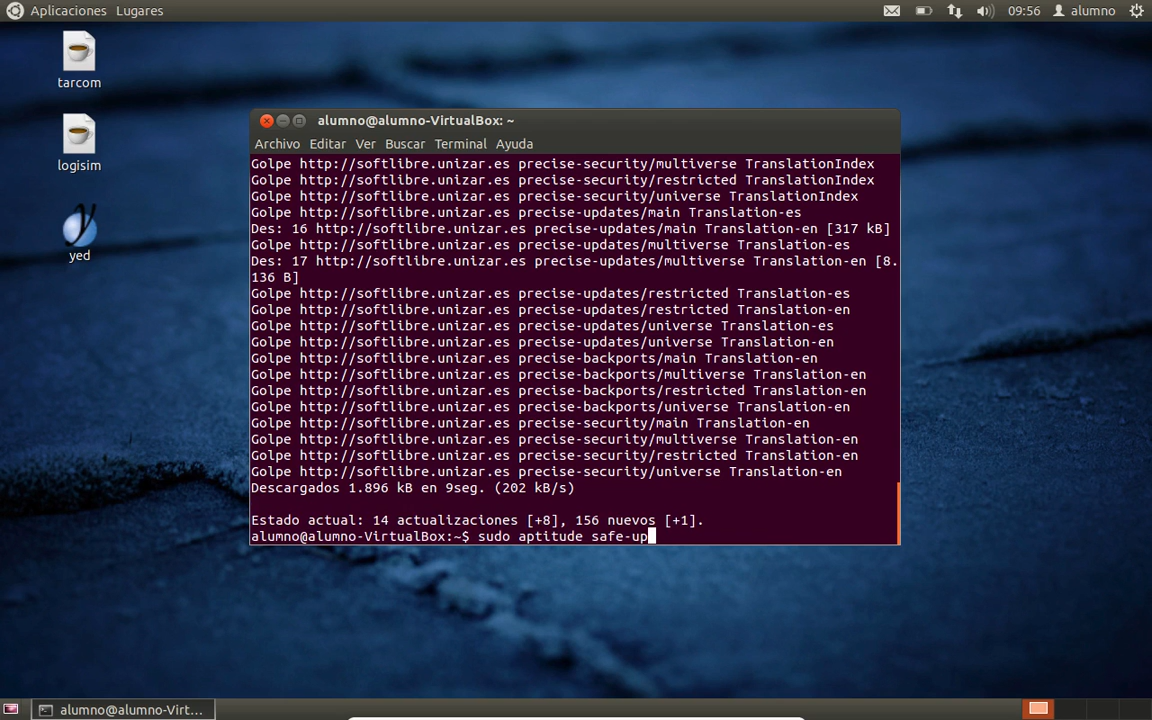 Aplicaciones Lugares 09:56 alumno
tarcom
logisim
yed
alumno@alumno-VirtualBox: ~
Archivo Editar Ver Buscar Terminal Ayuda
Golpe http://softlibre.unizar.es precise-security/multiverse TranslationIndex
Golpe http://softlibre.unizar.es precise-security/restricted TranslationIndex
Golpe http://softlibre.unizar.es precise-security/universe TranslationIndex
Golpe http://softlibre.unizar.es precise-updates/main Translation-es
Des: 16 http://softlibre.unizar.es precise-updates/main Translation-en [317 kB]
Golpe http://softlibre.unizar.es precise-updates/multiverse Translation-es
Des: 17 http://softlibre.unizar.es precise-updates/multiverse Translation-en [8.
136 B]
Golpe http://softlibre.unizar.es precise-updates/restricted Translation-es
Golpe http://softlibre.unizar.es precise-updates/restricted Translation-en
Golpe http://softlibre.unizar.es precise-updates/universe Translation-es
Golpe http://softlibre.unizar.es precise-updates/universe Translation-en
Golpe http://softlibre.unizar.es precise-backports/main Translation-en
Golpe http://softlibre.unizar.es precise-backports/multiverse Translation-en
Golpe http://softlibre.unizar.es precise-backports/restricted Translation-en
Golpe http://softlibre.unizar.es precise-backports/universe Translation-en
Golpe http://softlibre.unizar.es precise-security/main Translation-en
Golpe http://softlibre.unizar.es precise-security/multiverse Translation-en
Golpe http://softlibre.unizar.es precise-security/restricted Translation-en
Golpe http://softlibre.unizar.es precise-security/universe Translation-en
Descargados 1.896 kB en 9seg. (202 kB/s)
Estado actual: 14 actualizaciones [+8], 156 nuevos [+1].
alumno@alumno-VirtualBox:~$ sudo aptitude safe-up
alumno@alumno-Virt...